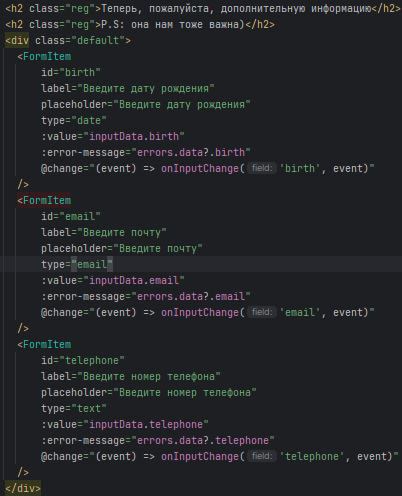 <h2 class="reg">Теперь, пожалуйста, дополнительную информацию</h2>
<h2 class="reg">P.S: она нам тоже важна)</h2>
<div class="default">
<FormItem
id="birth"
label="Введите дату рождения"
placeholder="Введите дату рождения"
type="date"
:value="inputData.birth"
:error-message="errors.data?.birth"
@change="(event) => onInputChange( field: 'birth', event)"
/>
<FormItem
id="email"
label="Введите почту"
placeholder="Введите почту"
type="email"
:value="inputData.email"
:error-message="errors.data?.email"
@change="(event) => onInputChange( field: 'email', event)"
/>
<FormItem
id="telephone"
label="Введите номер телефона"
placeholder="Введите номер телефона"
type="text"
:value="inputData.telephone"
:error-message="errors.data?.telephone"
@change="(event) => onInputChange( field: 'telephone', event)"
/>
</div>